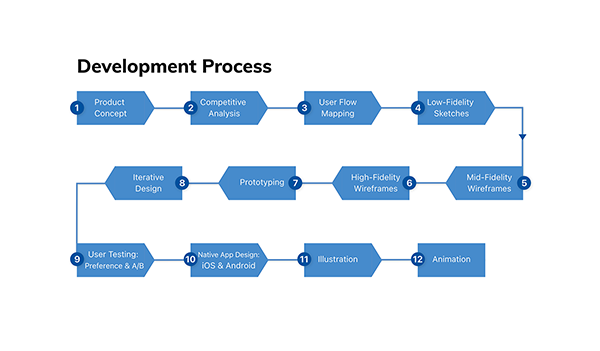 Development Process
1
Product
Concept
2
Competitive
Analysis
3
User Flow
Mapping
4
Low-Fidelity
Sketches
5
Mid-Fidelity
Wireframes
6
High-Fidelity
Wireframes
7
Prototyping
8
Iterative
Design
9
User Testing:
Preference & A/B
10
Native App Design:
iOS & Android
11
Illustration
12
Animation